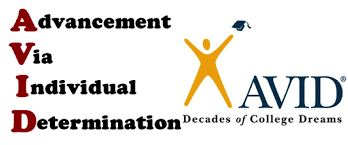 Advancement
Via
Individual
Determination
AVID®
Decades of College Dreams